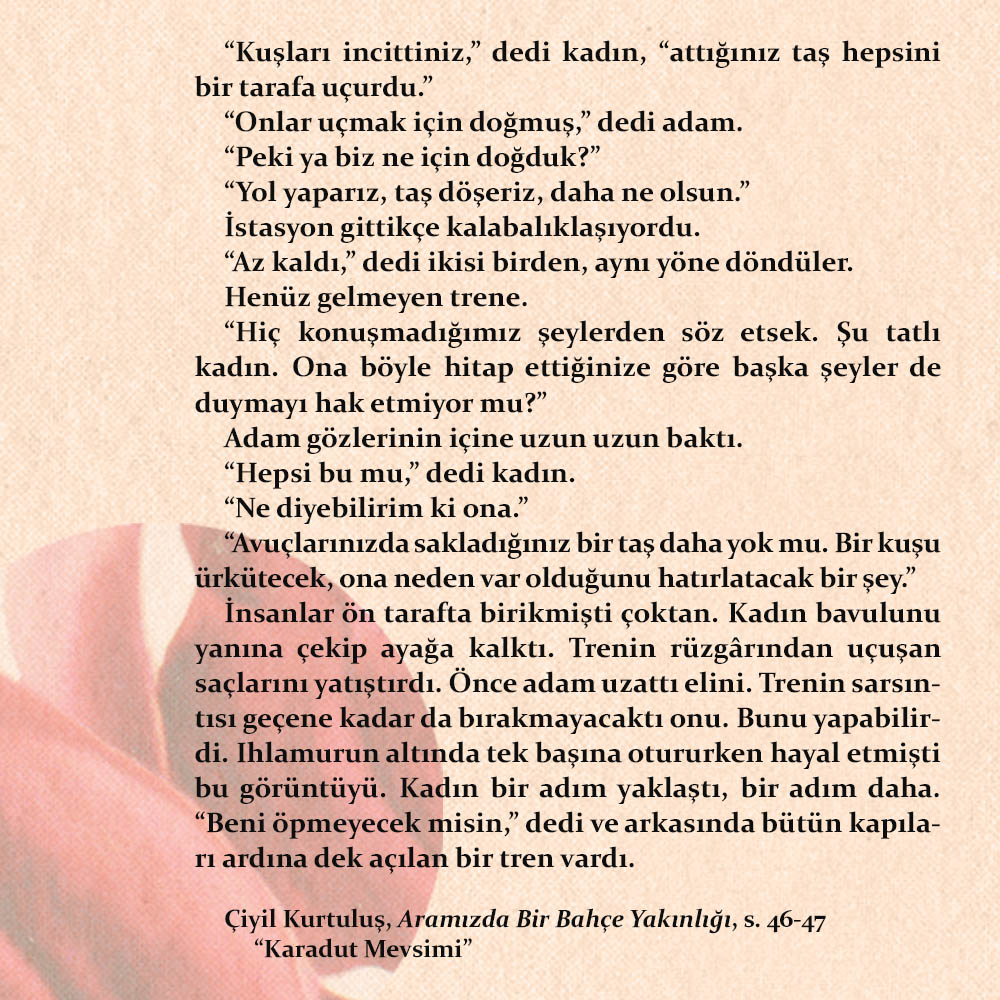 “Kuşları incittiniz,” dedi kadın, “attığınız taş hepsini
bir tarafa uçurdu.”
“Onlar uçmak için doğmuş,” dedi adam.
“Peki ya biz ne için doğduk?”
“Yol yaparız, taş döşeriz, daha ne olsun.”
İstasyon gittikçe kalabalıklaşıyordu.
“Az kaldı,” dedi ikisi birden, aynı yöne döndüler.
Henüz gelmeyen trene.
“Hiç konuşmadığımız şeylerden söz etsek. Şu tatlı
kadın. Ona böyle hitap ettiğinize göre başka şeyler de
duymayı hak etmiyor mu?”
Adam gözlerinin içine uzun uzun baktı.
“Hepsi bu mu,” dedi kadın.
“Ne diyebilirim ki ona.”
“Avuçlarınızda sakladığınız bir taş daha yok mu. Bir kuşu
ürkütecek, ona neden var olduğunu hatırlatacak bir şey.”
İnsanlar ön tarafta birikmişti çoktan. Kadın bavulunu
yanına çekip ayağa kalktı. Trenin rüzgârından uçuşan
saçlarını yatıştırdı. Önce adam uzattı elini. Trenin sarsın-
tısı geçene kadar da bırakmayacaktı onu. Bunu yapabilir-
di. Ihlamurun altında tek başına otururken hayal etmişti
bu görüntüyü. Kadın bir adım yaklaştı, bir adım daha.
“Beni öpmeyecek misin,” dedi ve arkasında bütün kapıla-
rı ardına dek açılan bir tren vardı.
Çiyil Kurtuluş, Aramızda Bir Bahçe Yakınlığı, s. 46-47
“Karadut Mevsimi”